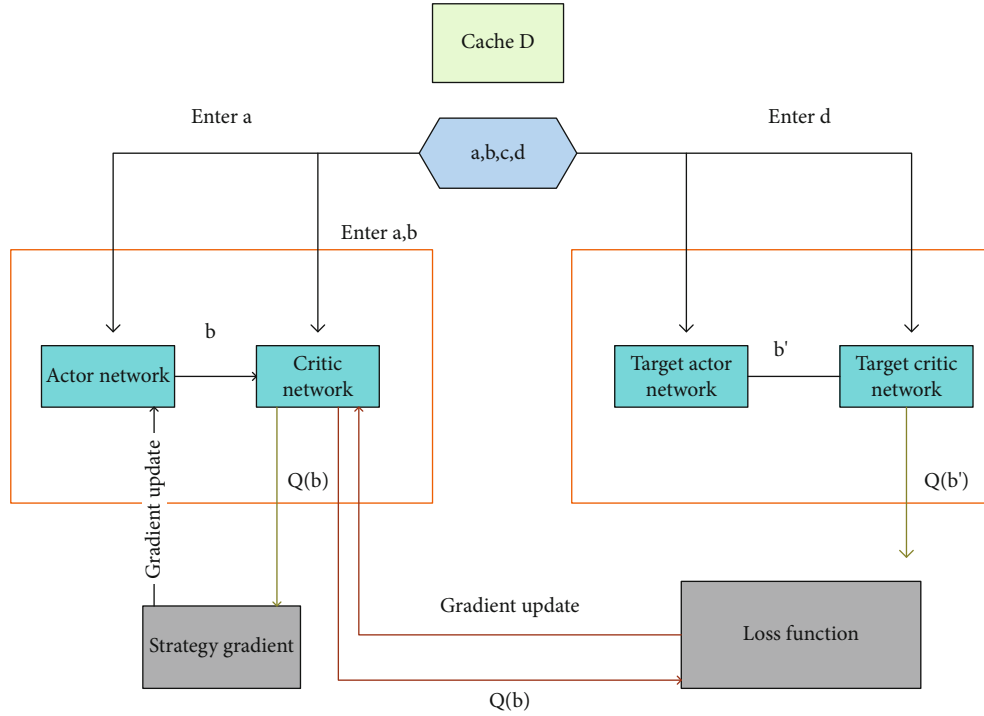 Cache D
Enter a
Enter d
a,b,c,d
Enter a,b
b
b'
Actor network
Critic
network
Target actor
network
Target critic
network
Gradient update
Q(b)
Q(b')
Gradient update
Strategy gradient
Loss function
Q(b)